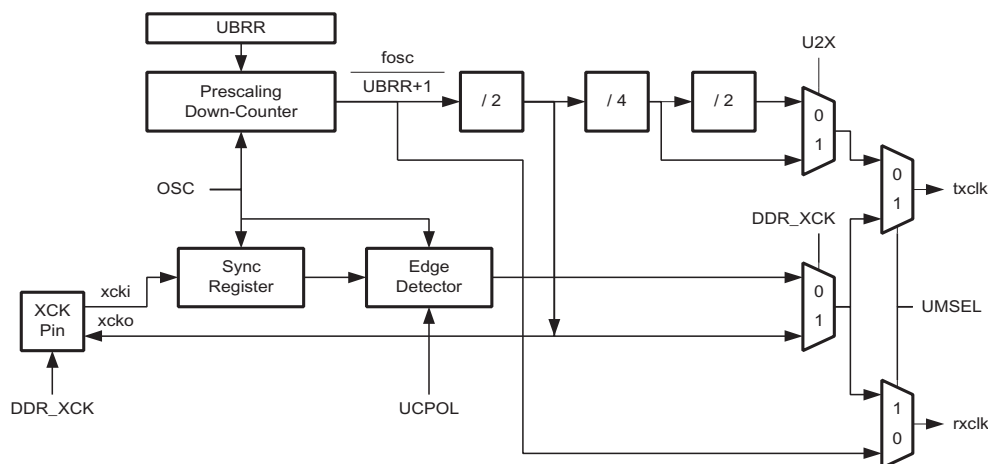 UBRR
fosc
U2X
Prescaling
Down-Counter
UBRR+1
/ 2
/ 4
/ 2
0
1
0
1
txclk
OSC
DDR_XCK
Sync
Register
Edge
Detector
xcki
0
1
XCK
Pin
xcko
UMSEL
DDR_XCK
UCPOL
1
0
rxclk